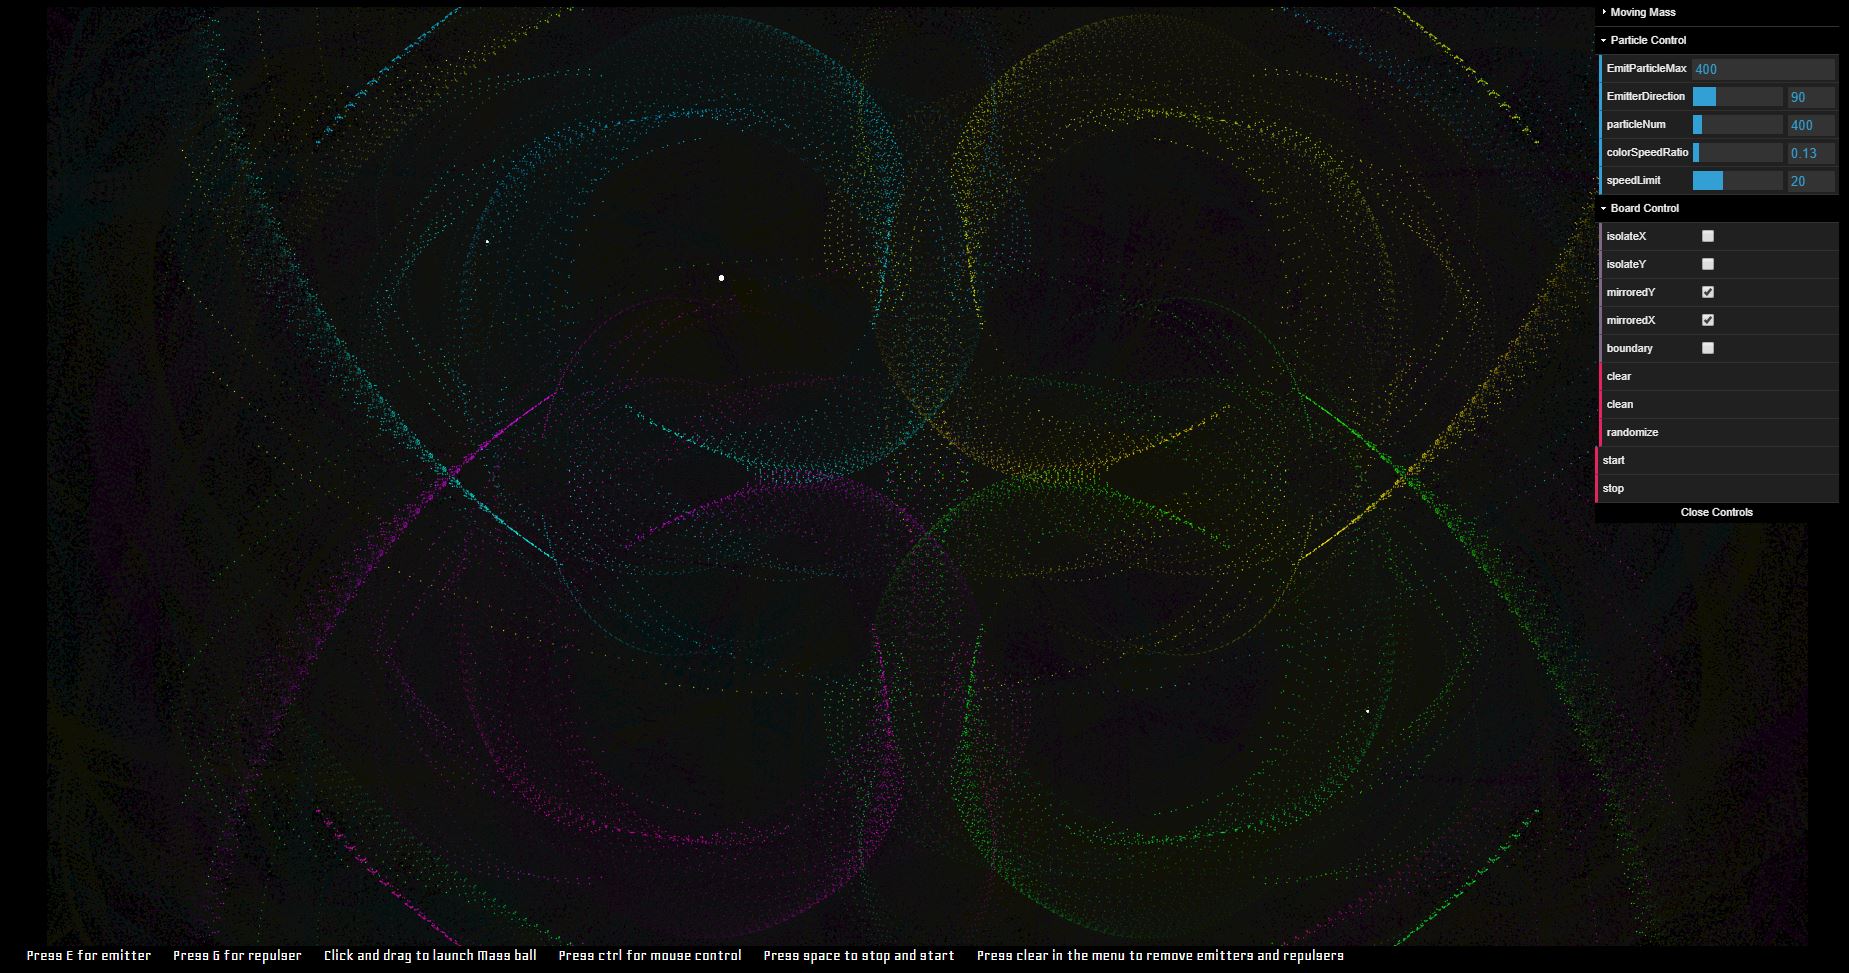 Moving Mass
Particle Control
EmitParticleMax 400
EmitterDirection 90
particleNum 400
colorSpeedRatio 0.13
speedLimit 20
Board Control
isolateX
isolateY
mirroredY
mirroredX
boundary
clear
clean
randomize
start
stop
Close Controls
Press E for emitter Press G for repulser Click and drag to launch Mass ball Press ctrl for mouse control Press space to stop and start Press clear in the menu to remove emitters and repulsers